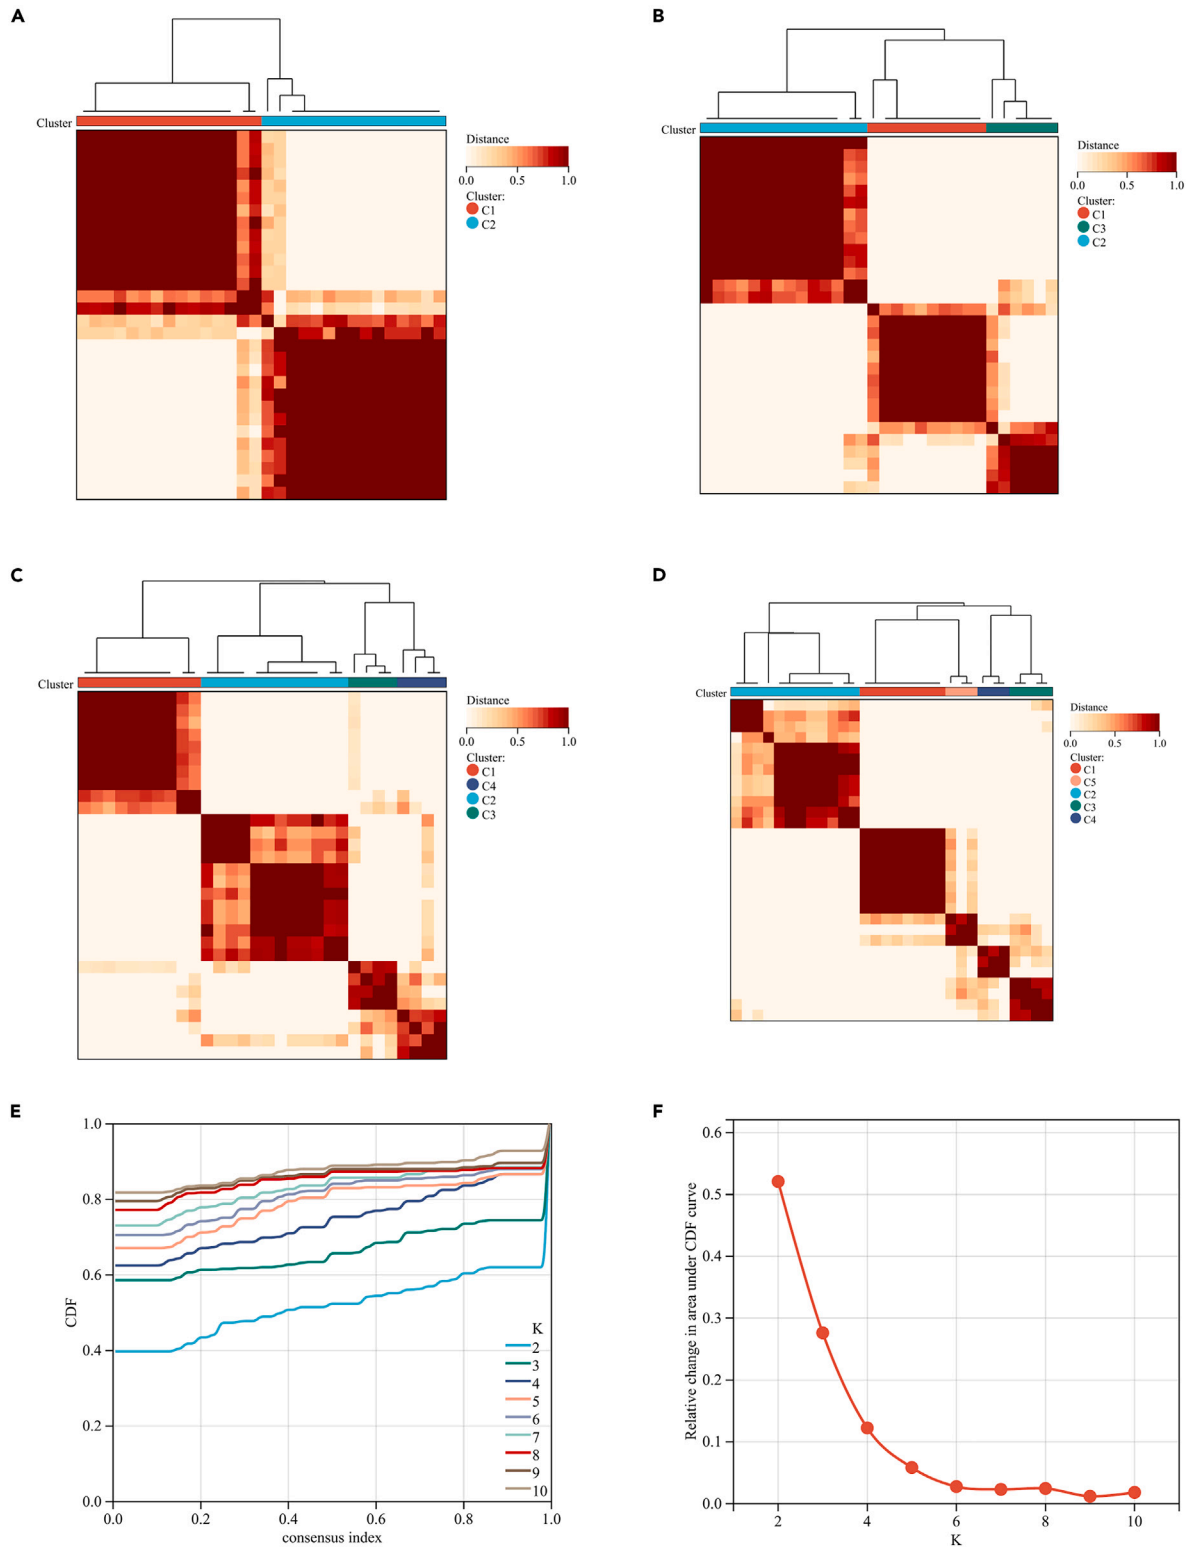 A
Cluster
Distance
0.0 0.5 1.0
Cluster:
C1
C2
B
Cluster
Distance
0.0 0.5 1.0
Cluster:
C1
C3
C2
C
Cluster
Distance
0.0 0.5 1.0
Cluster:
C1
C4
C2
C3
D
Cluster
Distance
0.0 0.5 1.0
Cluster:
C1
C5
C2
C3
C4
E
1.0
0.8
0.6
0.4
0.2
0.0
CDF
K
2
3
4
5
6
7
8
9
10
0.0 0.2 0.4 0.6 0.8 1.0
consensus index
F
0.6
0.5
0.4
0.3
0.2
0.1
0.0
Relative change in area under CDF curve
2 4 6 8 10
K